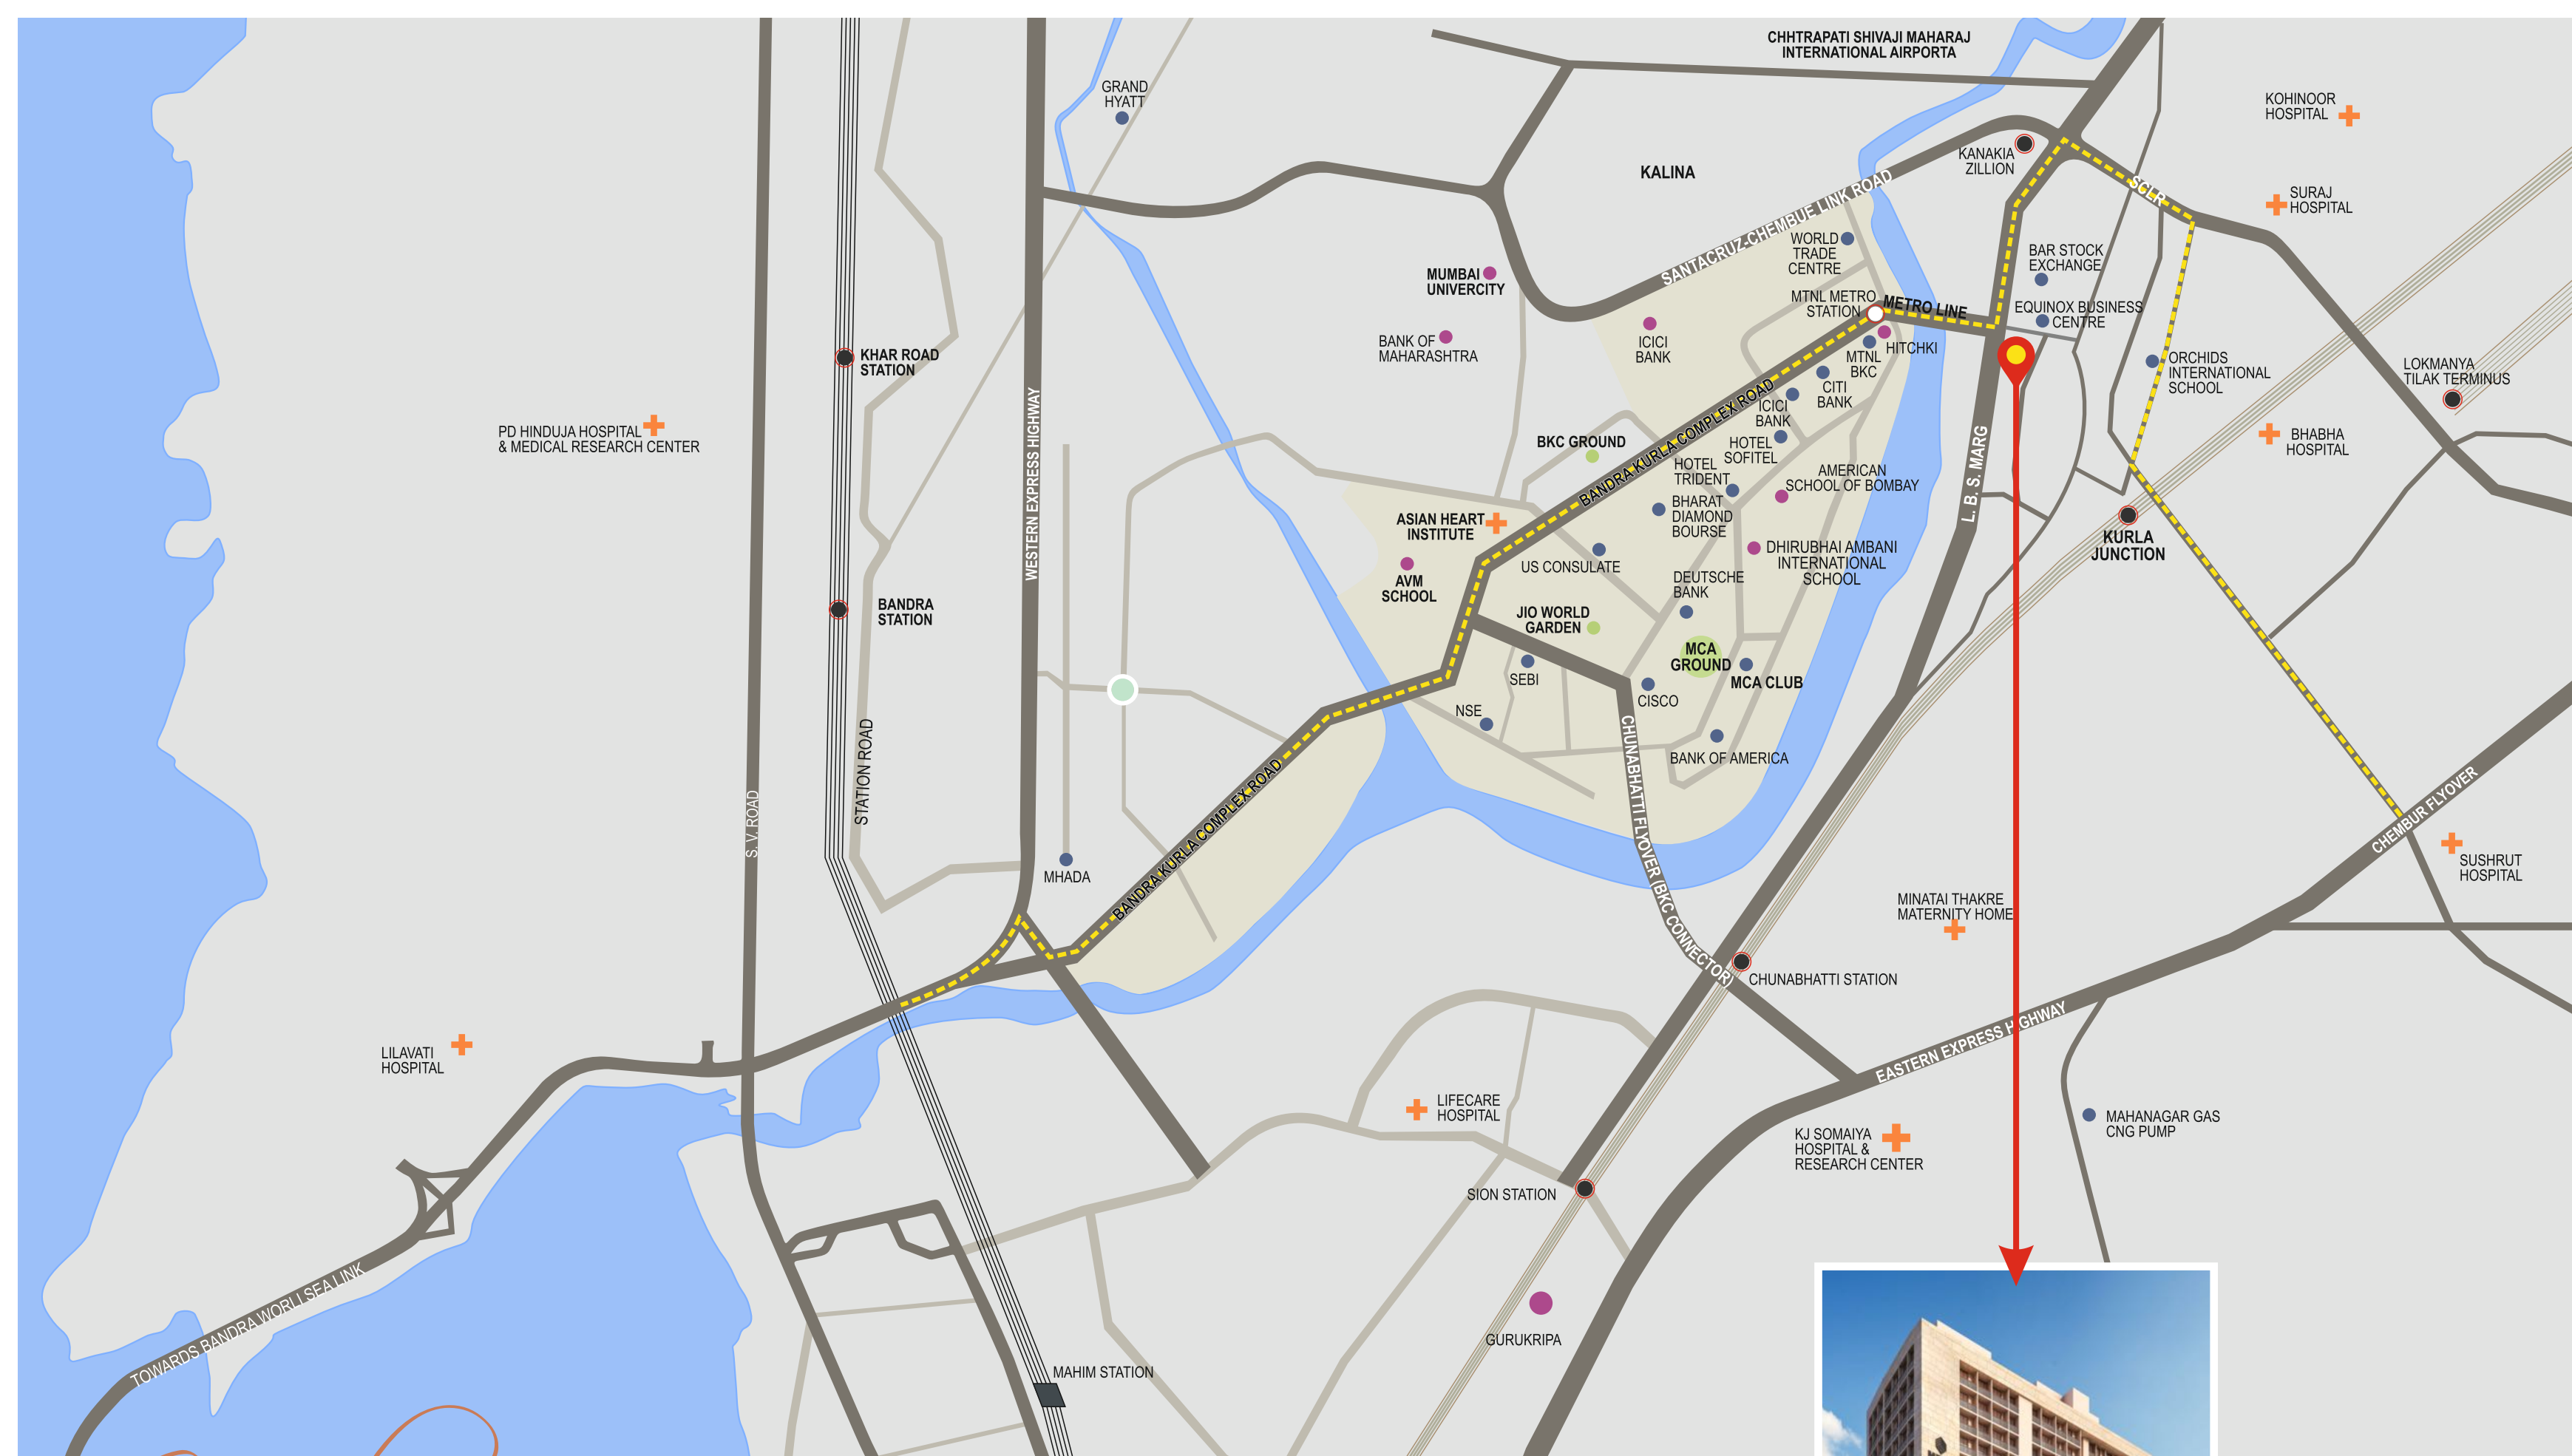 CHHTRAPATI SHIVAJI MAHARAJ
INTERNATIONAL AIRPORTA
GRAND
HYATT
KOHINOOR
HOSPITAL
KANAKIA
ZILLION
KALINA
SCLR
SURAJ
HOSPITAL
SANTACRUZ-CHEMBUE LINK ROAD
WORLD
TRADE
CENTRE
BAR STOCK
EXCHANGE
MUMBAI
UNIVERCITY
MTNL METRO
STATION
METRO LINE
EQUINOX BUSINESS
CENTRE
BANK OF
MAHARASHTRA
ICICI
BANK
HITCHKI
MTNL
BKC
KHAR ROAD
STATION
ORCHIDS
INTERNATIONAL
SCHOOL
LOKMANYA
TILAK TERMINUS
CITI
BANK
ICICI
BANK
PD HINDUJA HOSPITAL
& MEDICAL RESEARCH CENTER
WESTERN EXPRESS HIGHWAY
BKC GROUND
BANDRA KURLA COMPLEX ROAD
HOTEL
SOFITEL
L. B. S. MARG
BHABHA
HOSPITAL
HOTEL
TRIDENT
AMERICAN
SCHOOL OF BOMBAY
BHARAT
DIAMOND
BOURSE
ASIAN HEART
INSTITUTE
KURLA
JUNCTION
US CONSULATE
DHIRUBHAI AMBANI
INTERNATIONAL
SCHOOL
AVM
SCHOOL
DEUTSCHE
BANK
BANDRA
STATION
JIO WORLD
GARDEN
MCA
GROUND
SEBI
MCA CLUB
CISCO
NSE
STATION ROAD
BANK OF AMERICA
CHUNABHATTI FLYOVER (BKC CONNECTOR)
S. V. ROAD
BANDRA KURLA COMPLEX ROAD
CHEMBUR FLYOVER
MHADA
SUSHRUT
HOSPITAL
MINATAI THAKRE
MATERNITY HOME
CHUNABHATTI STATION
EASTERN EXPRESS HIGHWAY
LILAVATI
HOSPITAL
LIFECARE
HOSPITAL
MAHANAGAR GAS
CNG PUMP
KJ SOMAIYA
HOSPITAL &
RESEARCH CENTER
SION STATION
TOWARDS BANDRA WORLI SEA LINK
GURUKRIPA
MAHIM STATION